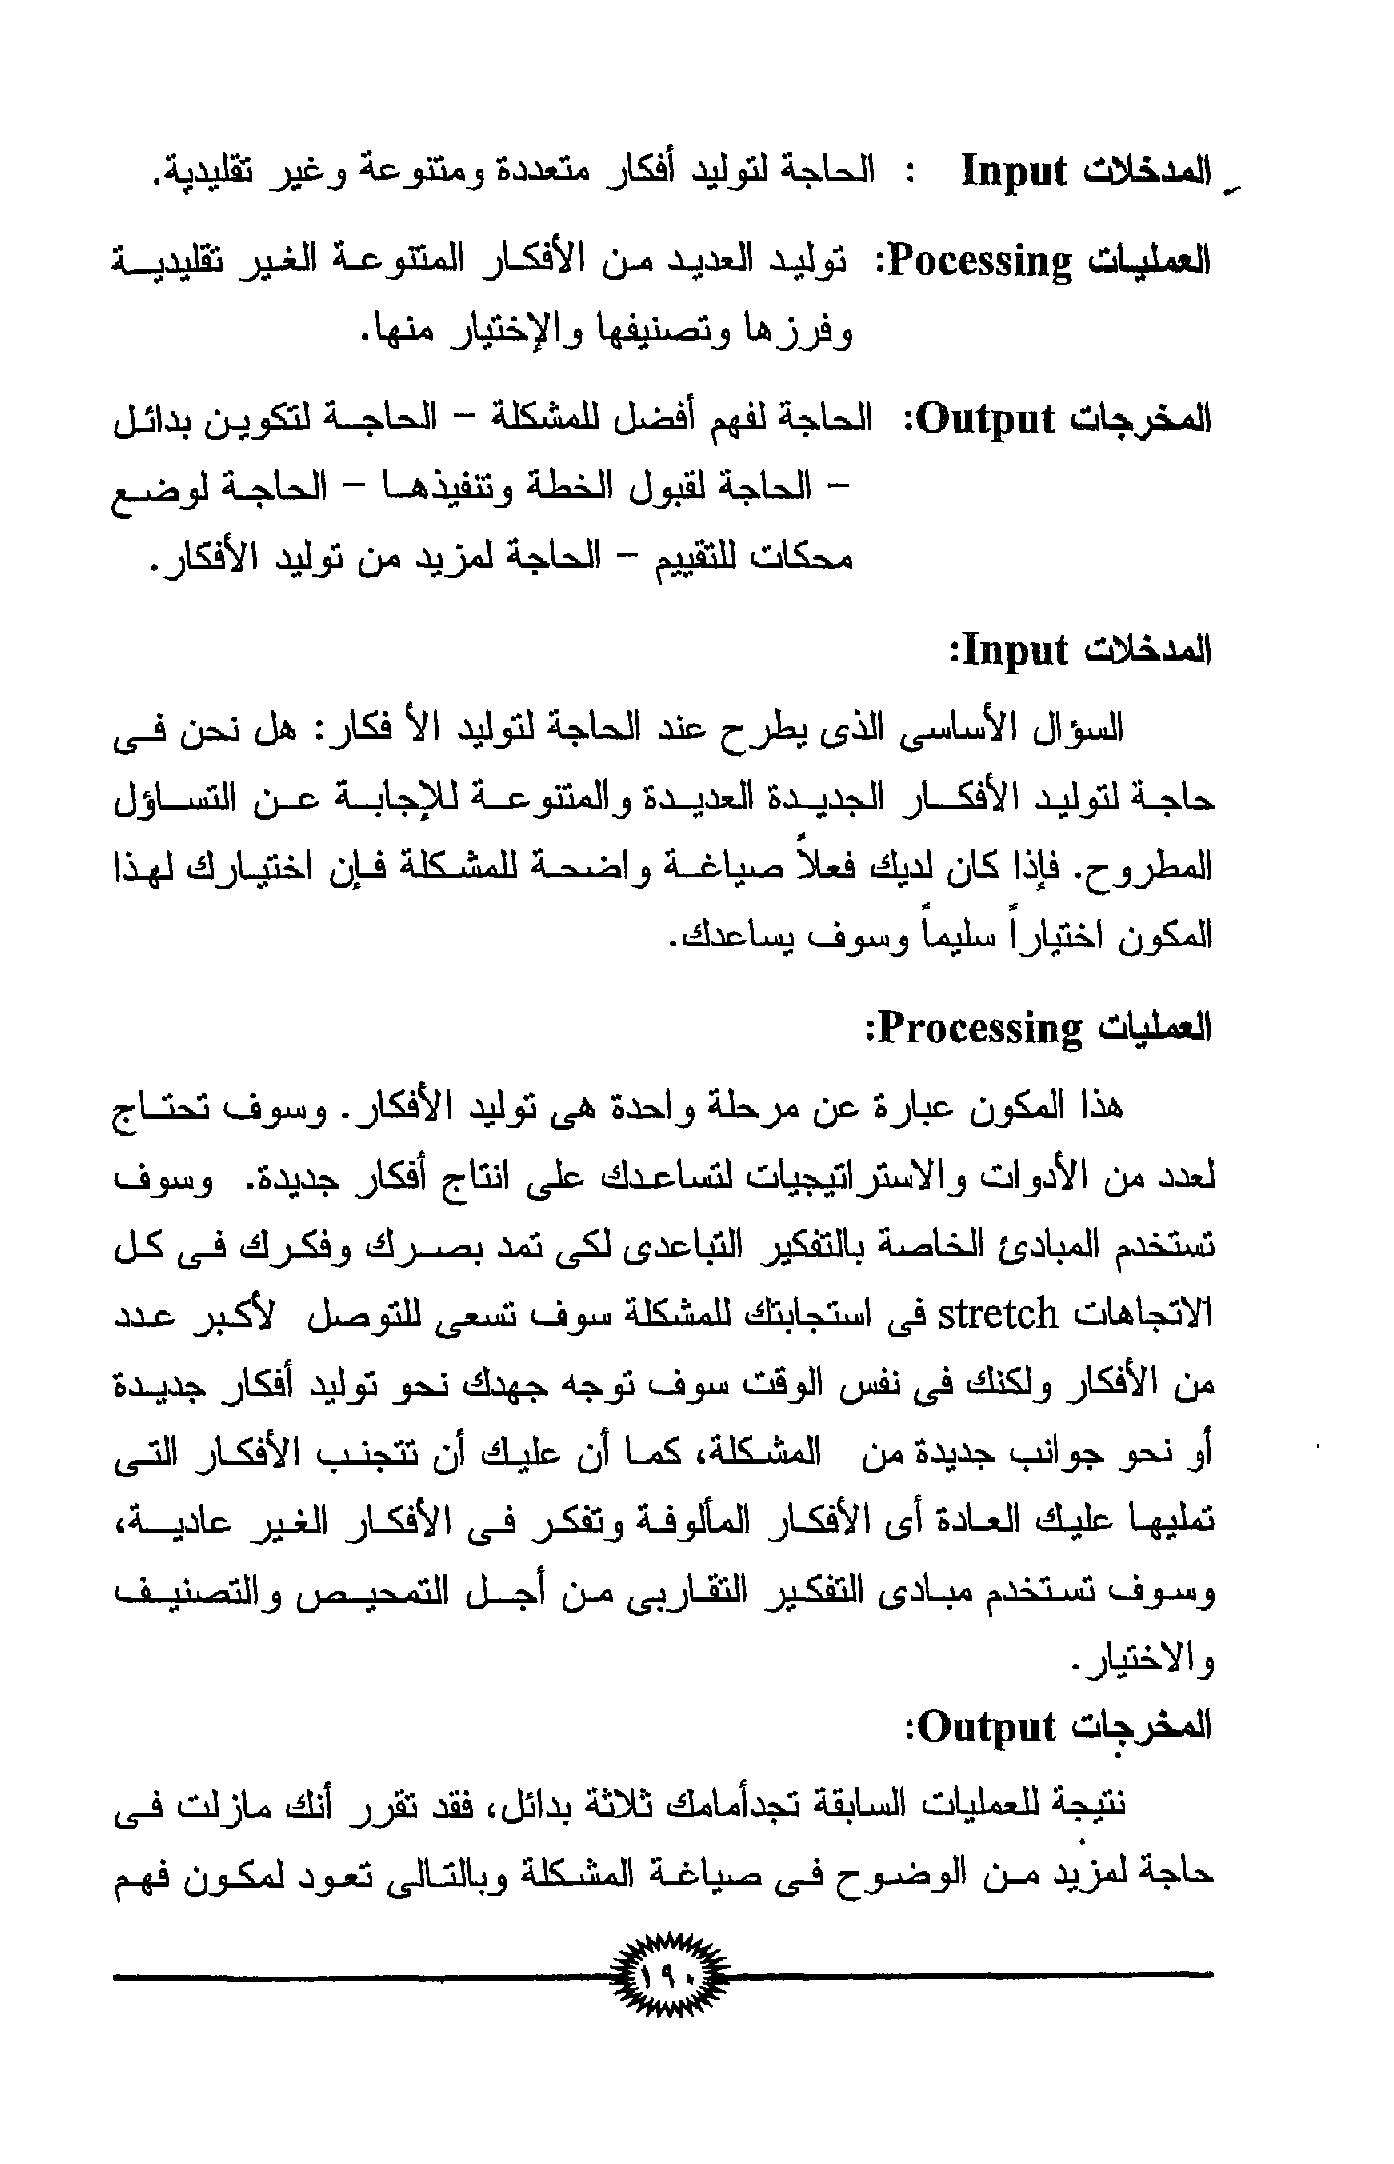 المدخلات Input : الحاجة لتوليد أفكار متعددة ومتنوعة وغير تقليدية.
العمليات Pocessing: توليد العديد من الأفكار المتنوعة الغير تقليدية
وفرزها وتصنيفها والإختيار منها.
المخرجات Output: الحاجة لفهم أفضل للمشكلة – الحاجة لتكوين بدائل
– الحاجة لقبول الخطة وتنفيذها – الحاجة لوضع
محكات للتقييم – الحاجة لمزيد من توليد الأفكار.
المدخلات Input:
السؤال الأساسى الذى يطرح عند الحاجة لتوليد الأ فكار: هل نحن فى
حاجة لتوليد الأفكار الجديدة العديدة والمتنوعة للإجابة عن التساؤل
المطروح. فإذا كان لديك فعلاً صياغة واضحة للمشكلة فإن اختيارك لهذا
المكون اختياراً سليماً وسوف يساعدك.
العمليات Processing:
هذا المكون عبارة عن مرحلة واحدة هى توليد الأفكار. وسوف تحتاج
لعدد من الأدوات والاستراتيجيات لتساعدك على انتاج أفكار جديدة. وسوف
تستخدم المبادئ الخاصة بالتفكير التباعدى لكى تمد بصرك وفكرك فى كل
الاتجاهات stretch فى استجابتك للمشكلة سوف تسعى للتوصل لأكبر عدد
من الأفكار ولكنك فى نفس الوقت سوف توجه جهدك نحو توليد أفكار جديدة
أو نحو جوانب جديدة من المشكلة، كما أن عليك أن تتجنب الأفكار التى
تمليها عليك العادة أى الأفكار المألوفة وتفكر فى الأفكار الغير عادية،
وسوف تستخدم مبادى التفكير التقاربى من أجل التمحيص والتصنيف
والاختيار.
المخرجات Output:
نتيجة للعمليات السابقة تجدأمامك ثلاثة بدائل، فقد تقرر أنك مازلت فى
حاجة لمزيد من الوضوح فى صياغة المشكلة وبالتالى تعود لمكون فهم
١٩٠